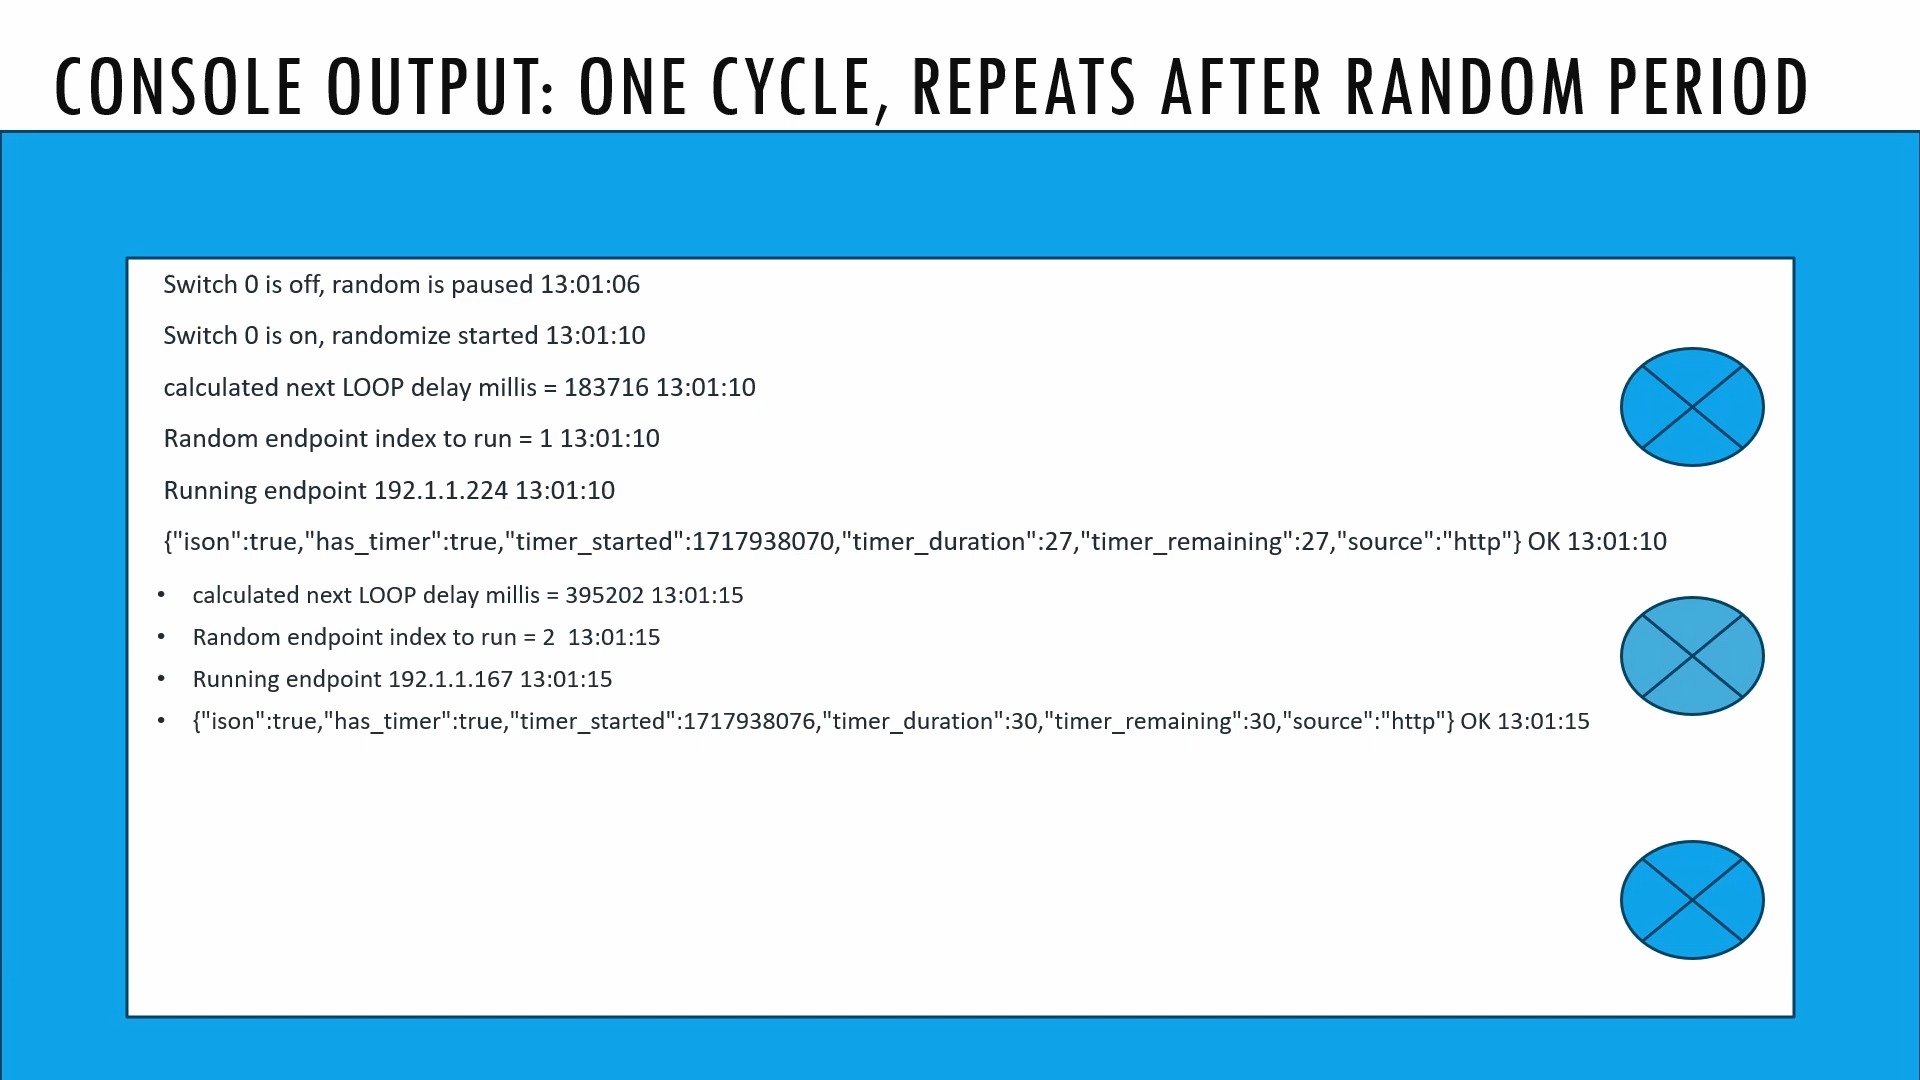 CONSOLE OUTPUT: ONE CYCLE, REPEATS AFTER RANDOM PERIOD
Switch 0 is off, random is paused 13:01:06
Switch 0 is on, randomize started 13:01:10
calculated next LOOP delay millis = 183716 13:01:10
Random endpoint index to run = 1 13:01:10
Running endpoint 192.1.1.224 13:01:10
{"ison":true,"has_timer":true,"timer_started":1717938070,"timer_duration":27,"timer_remaining":27,"source":"http"} OK 13:01:10
• calculated next LOOP delay millis = 395202 13:01:15
• Random endpoint index to run = 2  13:01:15
• Running endpoint 192.1.1.167 13:01:15
• {"ison":true,"has_timer":true,"timer_started":1717938076,"timer_duration":30,"timer_remaining":30,"source":"http"} OK 13:01:15